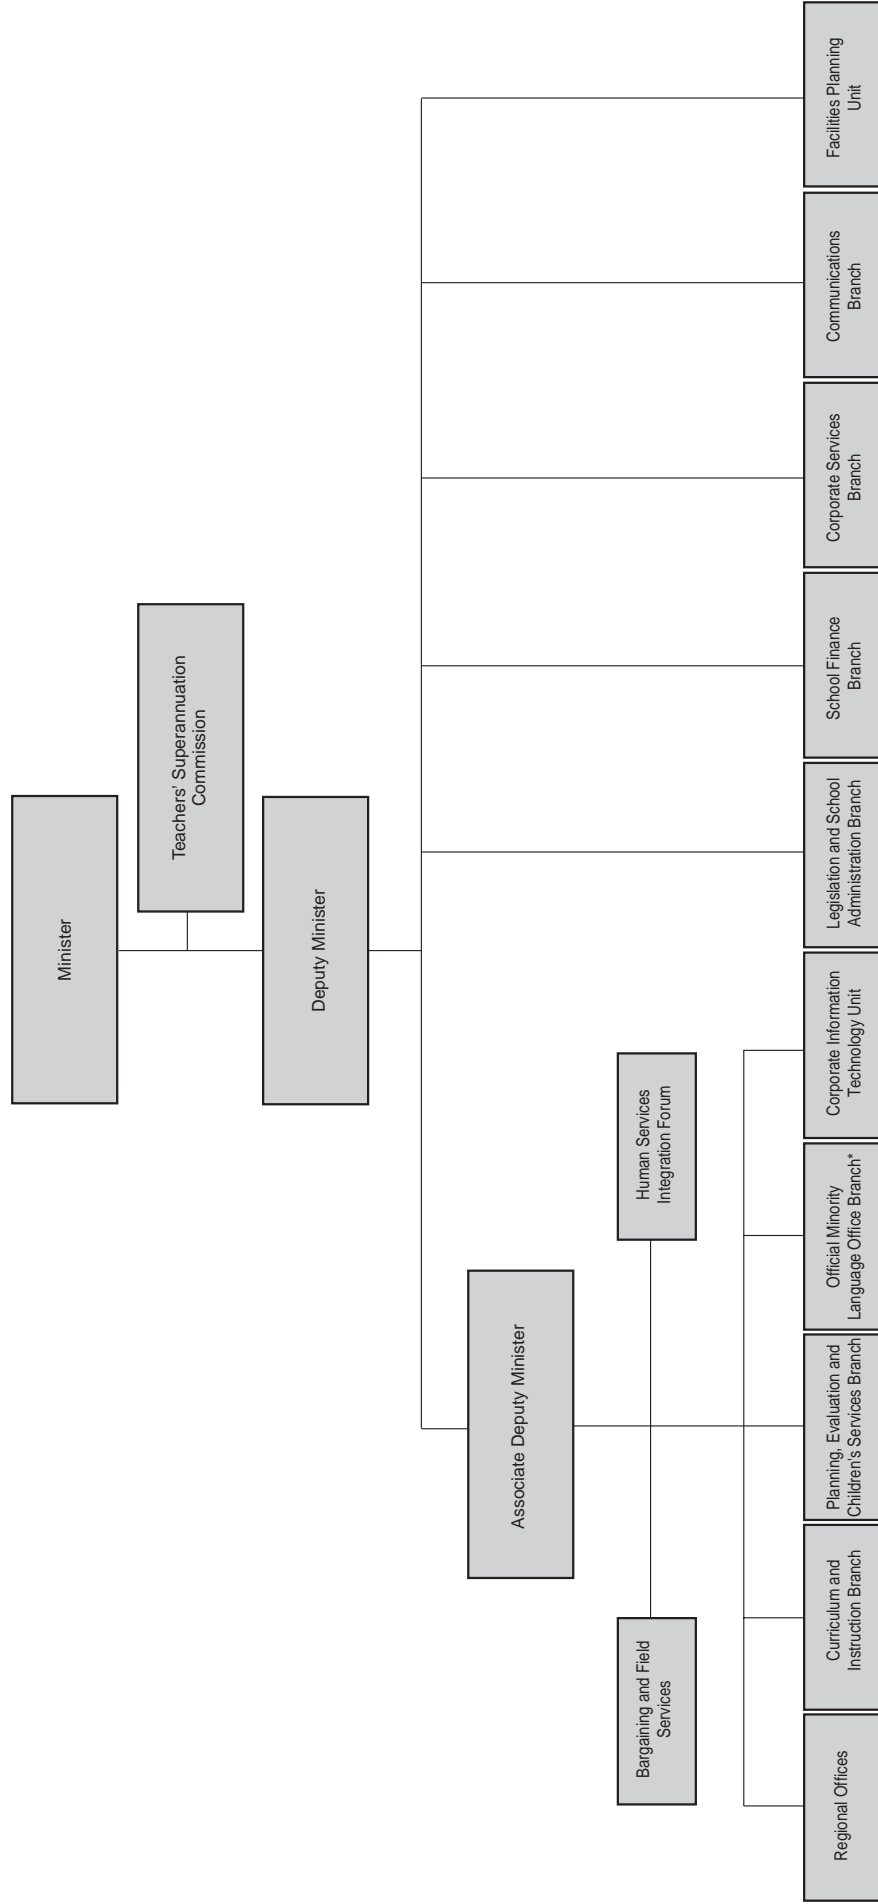 Minister
Teachers' Superannuation
Commission
Deputy Minister
Associate Deputy Minister
Bargaining and Field
Services
Human Services
Integration Forum
Regional Offices
Curriculum and
Instruction Branch
Planning, Evaluation and
Children's Services Branch
Official Minority
Language Office Branch*
Corporate Information
Technology Unit
Legislation and School
Administration Branch
School Finance
Branch
Corporate Services
Branch
Communications
Branch
Facilities Planning
Unit